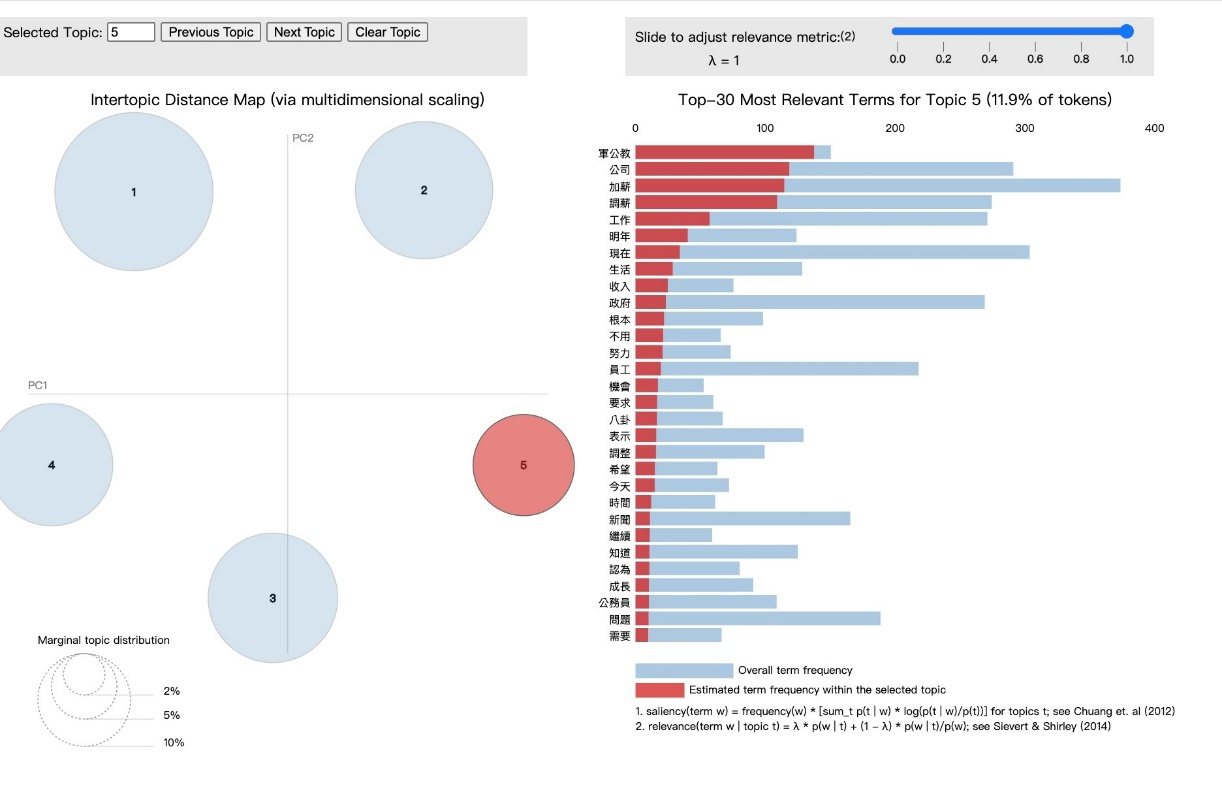 Selected Topic: 5 Previous Topic Next Topic Clear Topic
Slide to adjust relevance metric:(2)
λ = 1
0.0 0.2 0.4 0.6 0.8 1.0
Intertopic Distance Map (via multidimensional scaling)
PC2
PC1
1
2
4
5
3
Marginal topic distribution
2%
5%
10%
Top-30 Most Relevant Terms for Topic 5 (11.9% of tokens)
0 100 200 300 400
軍公教
公司
加薪
調薪
工作
明年
現在
生活
收入
政府
根本
不用
努力
員工
機會
要求
八卦
表示
調整
希望
今天
時間
新聞
繼續
知道
認為
成長
公務員
問題
需要
Overall term frequency
Estimated term frequency within the selected topic
1. saliency(term w) = frequency(w) * [sum_t p(t | w) * log(p(t | w)/p(t))] for topics t; see Chuang et. al (2012)
2. relevance(term w | topic t) = λ * p(w | t) + (1 − λ) * p(w | t)/p(w); see Sievert & Shirley (2014)